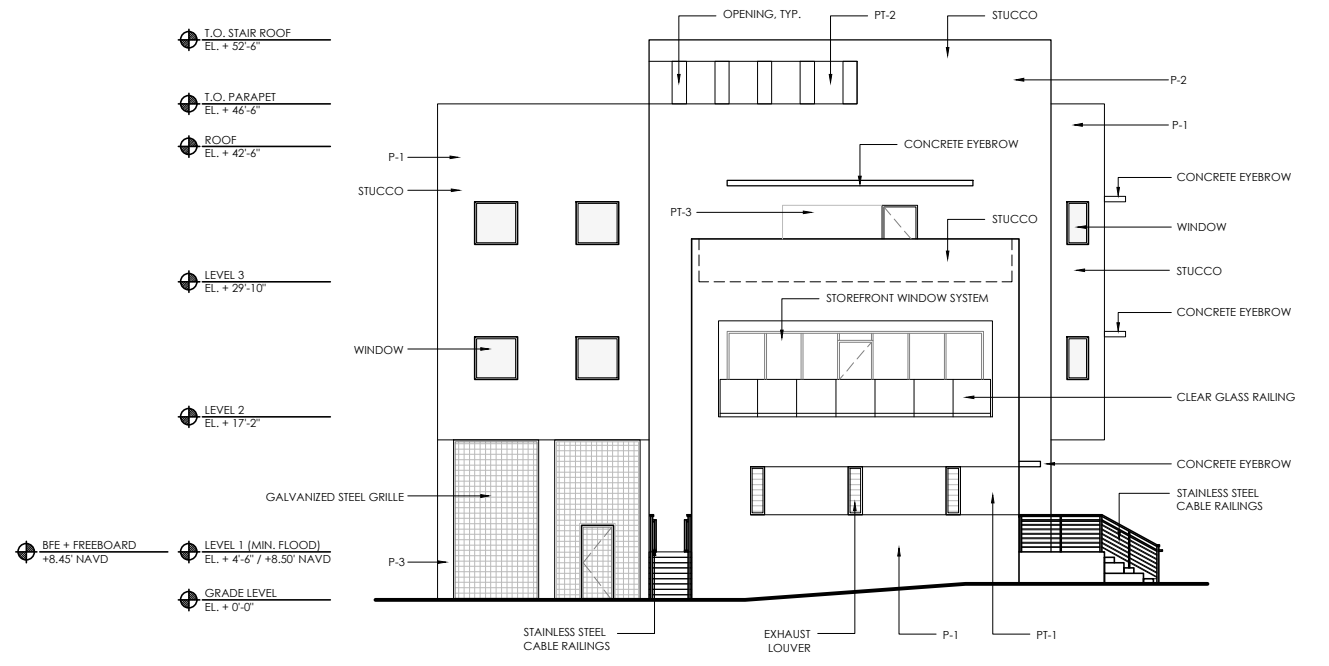 T.O. STAIR ROOF
EL. + 52'-6"
T.O. PARAPET
EL. + 46'-6"
ROOF
EL. + 42'-6"
LEVEL 3
EL. + 29'-10"
LEVEL 2
EL. + 17'-2"
BFE + FREEBOARD
+8.45' NAVD
LEVEL 1 (MIN. FLOOD)
EL. + 4'-6" / +8.50' NAVD
GRADE LEVEL
EL. + 0'-0"
OPENING, TYP.
PT-2
STUCCO
P-2
P-1
P-1
STUCCO
CONCRETE EYEBROW
CONCRETE EYEBROW
PT-3
STUCCO
WINDOW
STUCCO
STOREFRONT WINDOW SYSTEM
CONCRETE EYEBROW
WINDOW
CLEAR GLASS RAILING
CONCRETE EYEBROW
GALVANIZED STEEL GRILLE
STAINLESS STEEL
CABLE RAILINGS
P-3
STAINLESS STEEL
CABLE RAILINGS
EXHAUST
LOUVER
P-1
PT-1